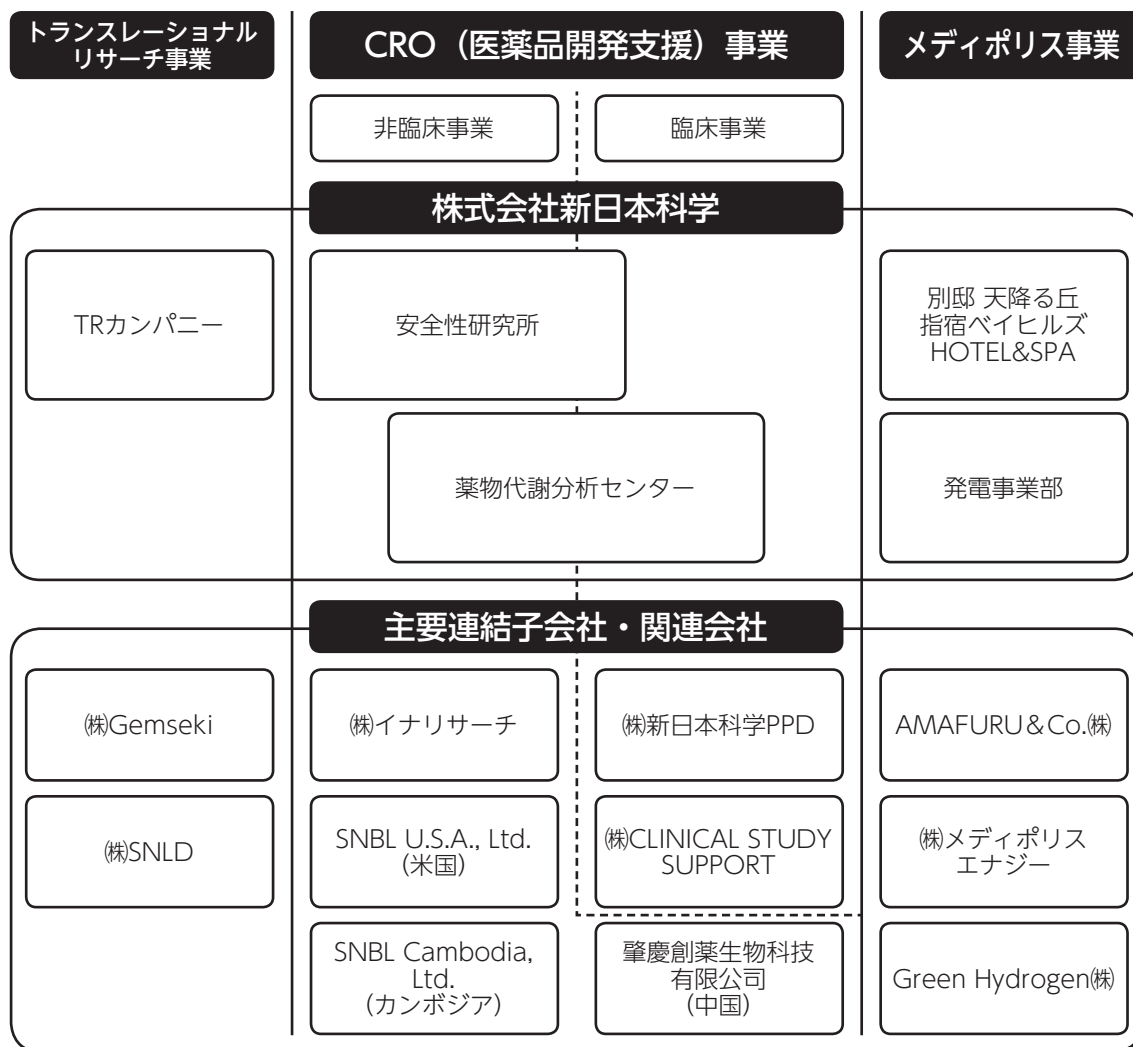 トランスレーショナル
リサーチ事業
CRO（医薬品開発支援）事業
メディポリス事業
非臨床事業
臨床事業
株式会社新日本科学
TRカンパニー
安全性研究所
別邸 天降る丘
指宿ベイヒルズ
HOTEL&SPA
薬物代謝分析センター
発電事業部
主要連結子会社・関連会社
㈱Gemseki
㈱イナリサーチ
㈱新日本科学PPD
AMAFURU＆Co.㈱
㈱SNLD
SNBL U.S.A., Ltd.
(米国)
㈱CLINICAL STUDY
SUPPORT
㈱メディポリス
エナジー
SNBL Cambodia,
Ltd.
(カンボジア)
肇慶創薬生物科技
有限公司
(中国)
Green Hydrogen㈱